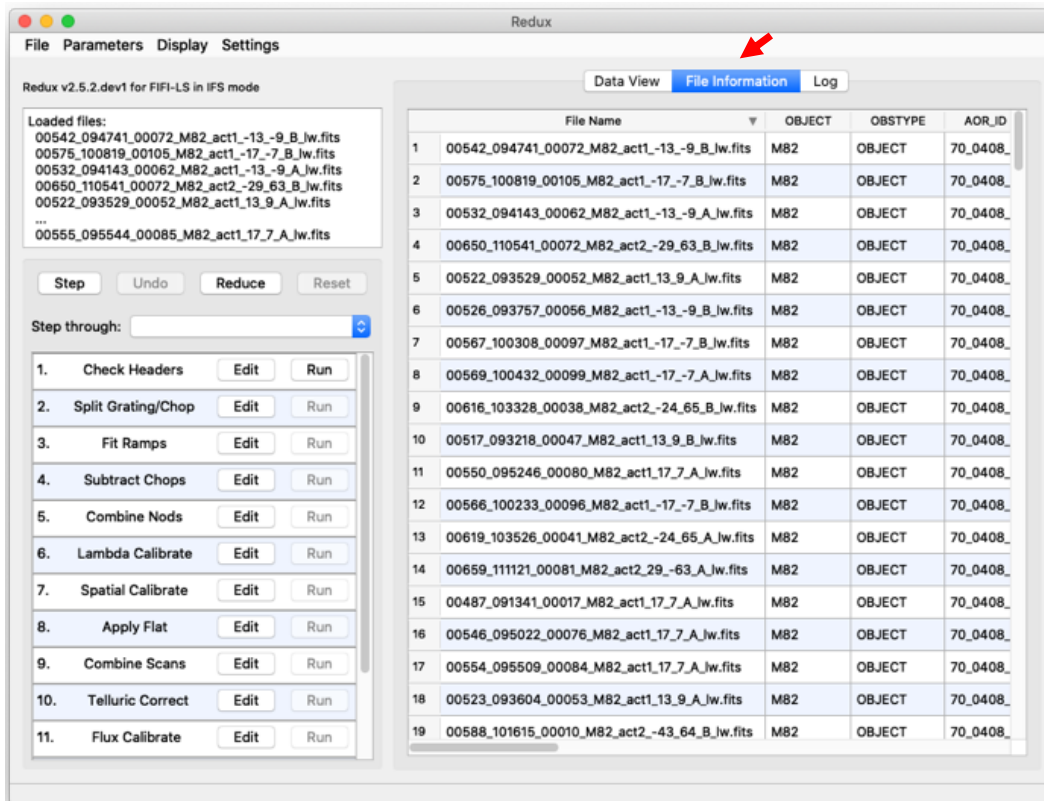 Redux
File Parameters Display Settings
Redux v2.5.2.dev1 for FIFI-LS in IFS mode
Loaded files:
00542_094741_00072_M82_act1_-13_-9_B_lw.fits
00575_100819_00105_M82_act1_-17_-7_B_lw.fits
00532_094143_00062_M82_act1_-13_-9_A_lw.fits
00650_110541_00072_M82_act2_-29_63_B_lw.fits
00522_093529_00052_M82_act1_13_9_A_lw.fits
...
00555_095544_00085_M82_act1_17_7_A_lw.fits
Step Undo Reduce Reset
Step through:
1. Check Headers Edit Run
2. Split Grating/Chop Edit Run
3. Fit Ramps Edit Run
4. Subtract Chops Edit Run
5. Combine Nods Edit Run
6. Lambda Calibrate Edit Run
7. Spatial Calibrate Edit Run
8. Apply Flat Edit Run
9. Combine Scans Edit Run
10. Telluric Correct Edit Run
11. Flux Calibrate Edit Run
Data View File Information Log
File Name OBJECT OBSTYPE AOR_ID
1 00542_094741_00072_M82_act1_-13_-9_B_lw.fits M82 OBJECT 70_0408_
2 00575_100819_00105_M82_act1_-17_-7_B_lw.fits M82 OBJECT 70_0408_
3 00532_094143_00062_M82_act1_-13_-9_A_lw.fits M82 OBJECT 70_0408_
4 00650_110541_00072_M82_act2_-29_63_B_lw.fits M82 OBJECT 70_0408_
5 00522_093529_00052_M82_act1_13_9_A_lw.fits M82 OBJECT 70_0408_
6 00526_093757_00056_M82_act1_-13_-9_B_lw.fits M82 OBJECT 70_0408_
7 00567_100308_00097_M82_act1_-17_-7_B_lw.fits M82 OBJECT 70_0408_
8 00569_100432_00099_M82_act1_-17_-7_A_lw.fits M82 OBJECT 70_0408_
9 00616_103328_00038_M82_act2_-24_65_B_lw.fits M82 OBJECT 70_0408_
10 00517_093218_00047_M82_act1_13_9_B_lw.fits M82 OBJECT 70_0408_
11 00550_095246_00080_M82_act1_17_7_A_lw.fits M82 OBJECT 70_0408_
12 00566_100233_00096_M82_act1_-17_-7_B_lw.fits M82 OBJECT 70_0408_
13 00619_103526_00041_M82_act2_-24_65_A_lw.fits M82 OBJECT 70_0408_
14 00659_111121_00081_M82_act2_29_-63_A_lw.fits M82 OBJECT 70_0408_
15 00487_091341_00017_M82_act1_17_7_A_lw.fits M82 OBJECT 70_0408_
16 00546_095022_00076_M82_act1_17_7_A_lw.fits M82 OBJECT 70_0408_
17 00554_095509_00084_M82_act1_17_7_A_lw.fits M82 OBJECT 70_0408_
18 00523_093604_00053_M82_act1_13_9_A_lw.fits M82 OBJECT 70_0408_
19 00588_101615_00010_M82_act2_-43_64_B_lw.fits M82 OBJECT 70_0408_